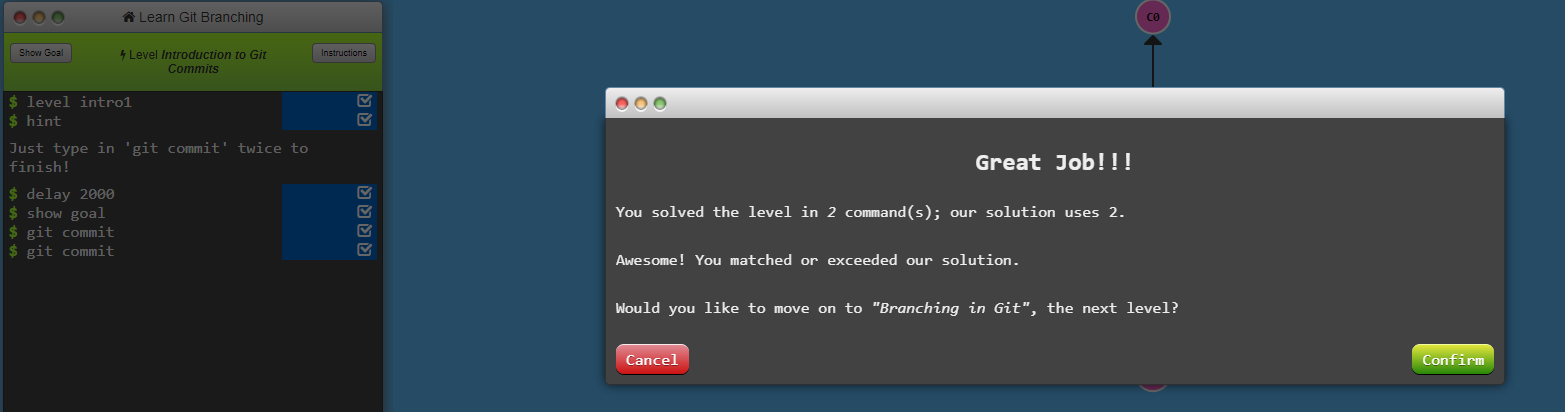 Learn Git Branching
Show Goal
Level Introduction to Git
Commits
Instructions
$ level intro1
$ hint
Just type in 'git commit' twice to
finish!
$ delay 2000
$ show goal
$ git commit
$ git commit
C0
Great Job!!!
You solved the level in 2 command(s); our solution uses 2.
Awesome! You matched or exceeded our solution.
Would you like to move on to "Branching in Git", the next level?
Cancel
Confirm